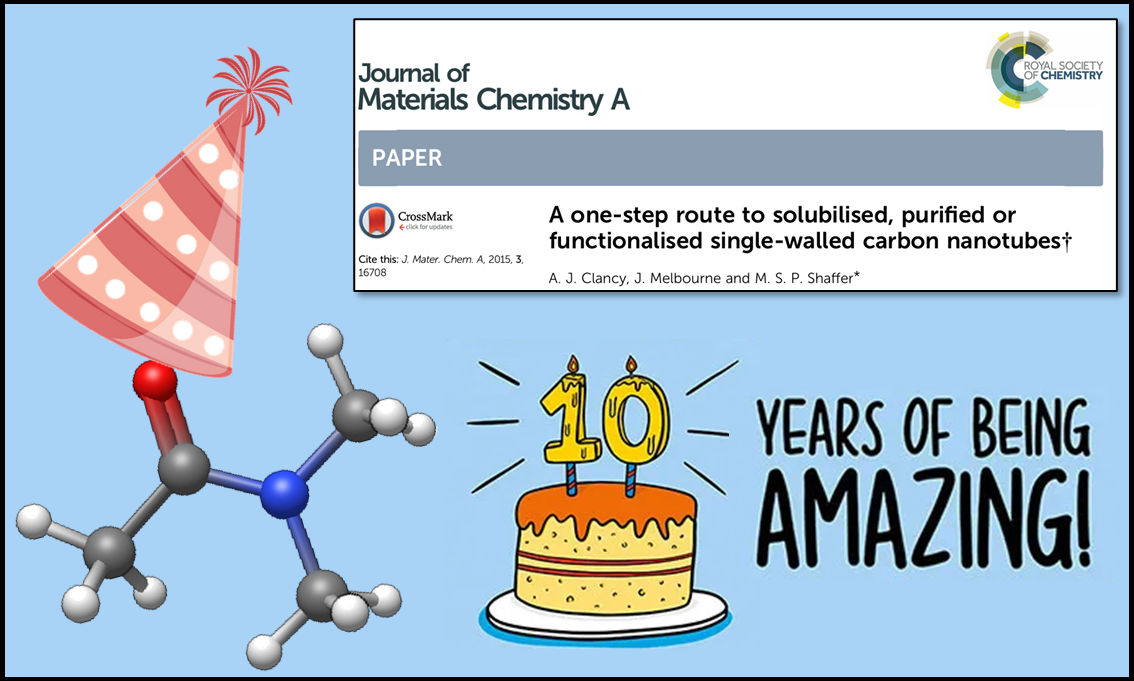 Journal of
Materials Chemistry A
ROYAL SOCIETY
OF CHEMISTRY
PAPER
CrossMark
click for updates
Cite this: J. Mater. Chem. A, 2015, 3,
16708
A one-step route to solubilised, purified or
functionalised single-walled carbon nanotubes†
A. J. Clancy, J. Melbourne and M. S. P. Shaffer*
10
YEARS OF BEING
AMAZING!